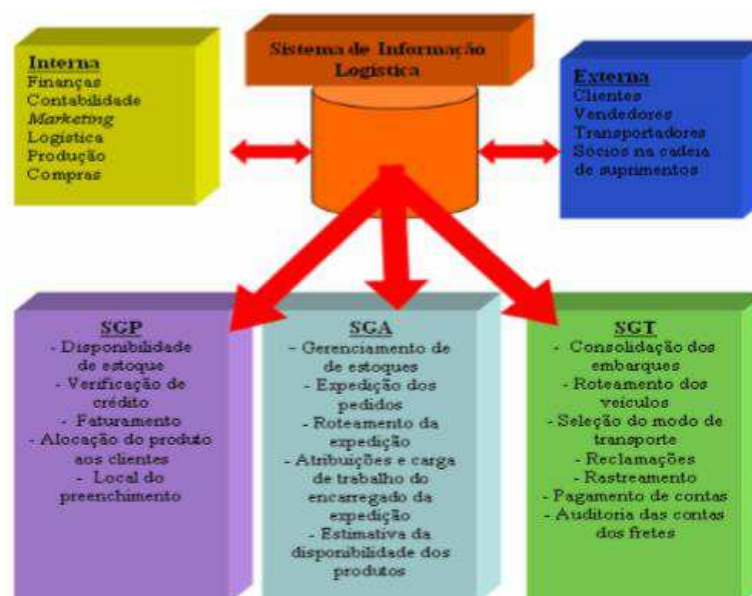 Sistema de Informação
Logística
Interna
Finanças
Contabilidade
Marketing
Logística
Produção
Compras
Externa
Clientes
Vendedores
Transportadores
Sócios na cadeia
de suprimentos
SGP
- Disponibilidade
de estoque
- Verificação de
crédito
- Faturamento
- Alocação do produto
aos clientes
- Local do
preenchimento
SGA
- Gerenciamento de
de estoques
- Expedição dos
pedidos
- Roteamento da
expedição
- Atribuições e carga
de trabalho do
encarregado da
expedição
- Estimativa da
disponibilidade dos
produtos
SGT
- Consolidação dos
embarques
- Roteamento dos
veículos
- Seleção do modo de
transporte
- Reclamações
- Rastreamento
- Pagamento de contas
- Auditoria das contas
dos fretes